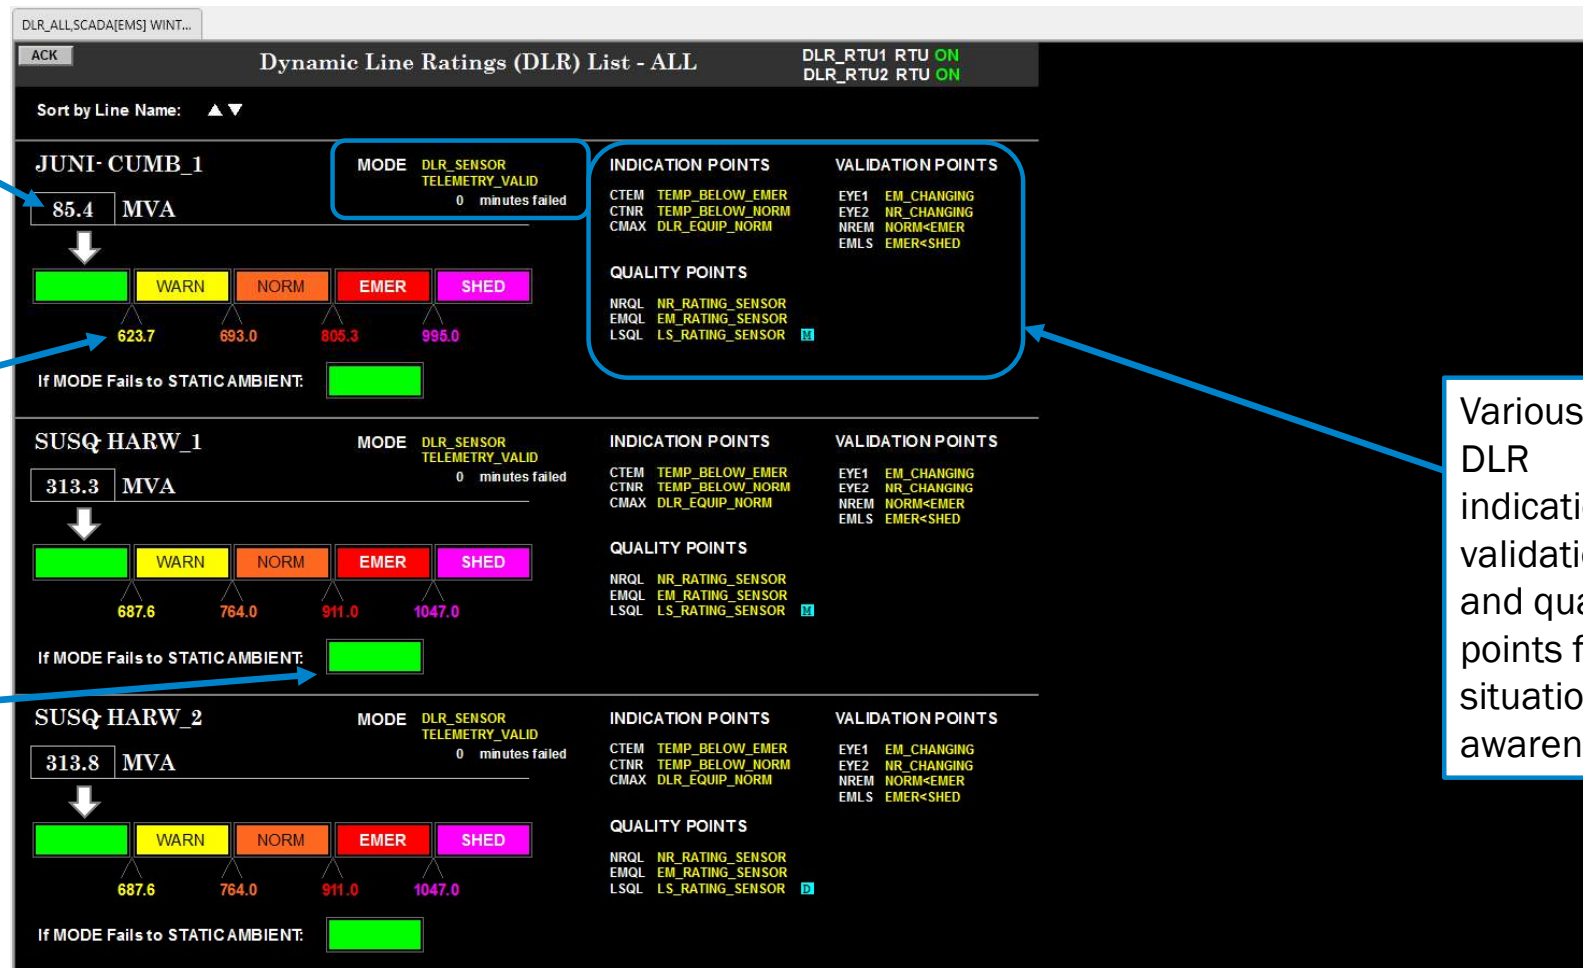 DLR_ALL,SCADA[EMS] WINT...
ACK
Dynamic Line Ratings (DLR) List - ALL
DLR_RTU1 RTU ON
DLR_RTU2 RTU ON
Sort by Line Name:
JUNI- CUMB_1
85.4 MVA
MODE DLR_SENSOR
TELEMETRY_VALID
0 minutes failed
WARN NORM EMER SHED
623.7 693.0 805.3 995.0
If MODE Fails to STATIC AMBIENT:
INDICATION POINTS
CTEM TEMP_BELOW_EMER
CTNR TEMP_BELOW_NORM
CMAX DLR_EQUIP_NORM
VALIDATION POINTS
EYE1 EM_CHANGING
EYE2 NR_CHANGING
NREM NORM<EMER
EMLS EMER<SHED
QUALITY POINTS
NRQL NR_RATING_SENSOR
EMQL EM_RATING_SENSOR
LSQL LS_RATING_SENSOR M
SUSQ HARW_1
313.3 MVA
MODE DLR_SENSOR
TELEMETRY_VALID
0 minutes failed
WARN NORM EMER SHED
687.6 764.0 911.0 1047.0
If MODE Fails to STATIC AMBIENT:
INDICATION POINTS
CTEM TEMP_BELOW_EMER
CTNR TEMP_BELOW_NORM
CMAX DLR_EQUIP_NORM
VALIDATION POINTS
EYE1 EM_CHANGING
EYE2 NR_CHANGING
NREM NORM<EMER
EMLS EMER<SHED
QUALITY POINTS
NRQL NR_RATING_SENSOR
EMQL EM_RATING_SENSOR
LSQL LS_RATING_SENSOR M
SUSQ HARW_2
313.8 MVA
MODE DLR_SENSOR
TELEMETRY_VALID
0 minutes failed
WARN NORM EMER SHED
687.6 764.0 911.0 1047.0
If MODE Fails to STATIC AMBIENT:
INDICATION POINTS
CTEM TEMP_BELOW_EMER
CTNR TEMP_BELOW_NORM
CMAX DLR_EQUIP_NORM
VALIDATION POINTS
EYE1 EM_CHANGING
EYE2 NR_CHANGING
NREM NORM<EMER
EMLS EMER<SHED
QUALITY POINTS
NRQL NR_RATING_SENSOR
EMQL EM_RATING_SENSOR
LSQL LS_RATING_SENSOR D
Various
DLR
and
points